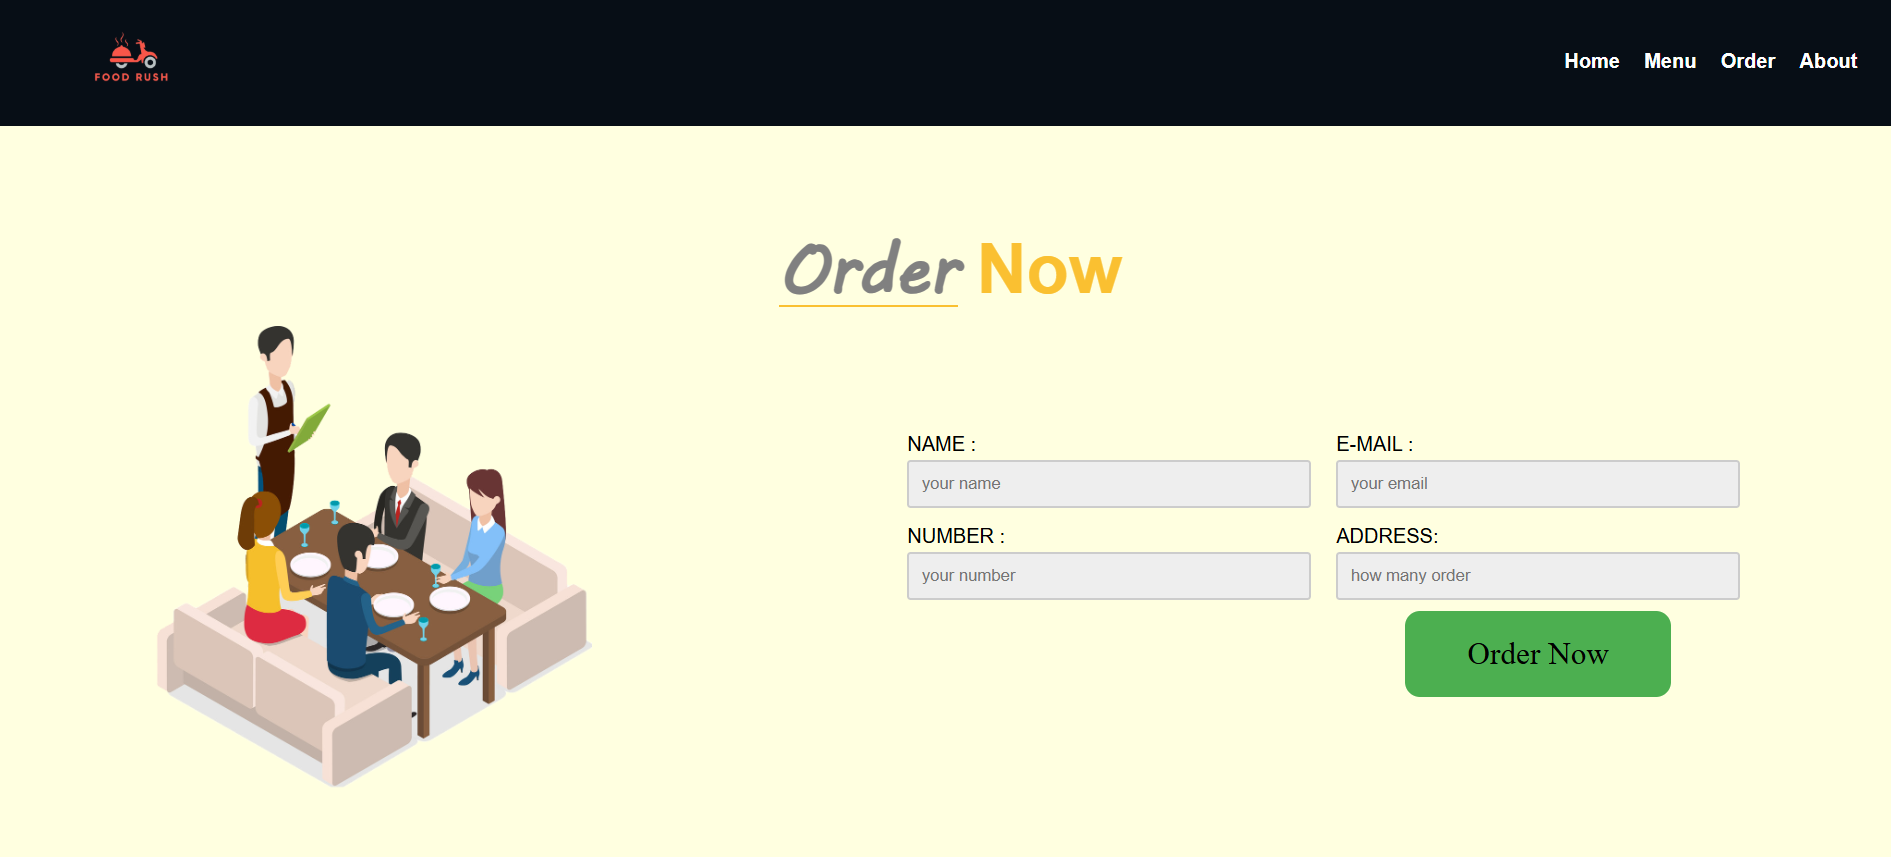 FOOD RUSH
Home Menu Order About
Order Now
NAME :
your name
E-MAIL :
your email
NUMBER :
your number
ADDRESS:
how many order
Order Now